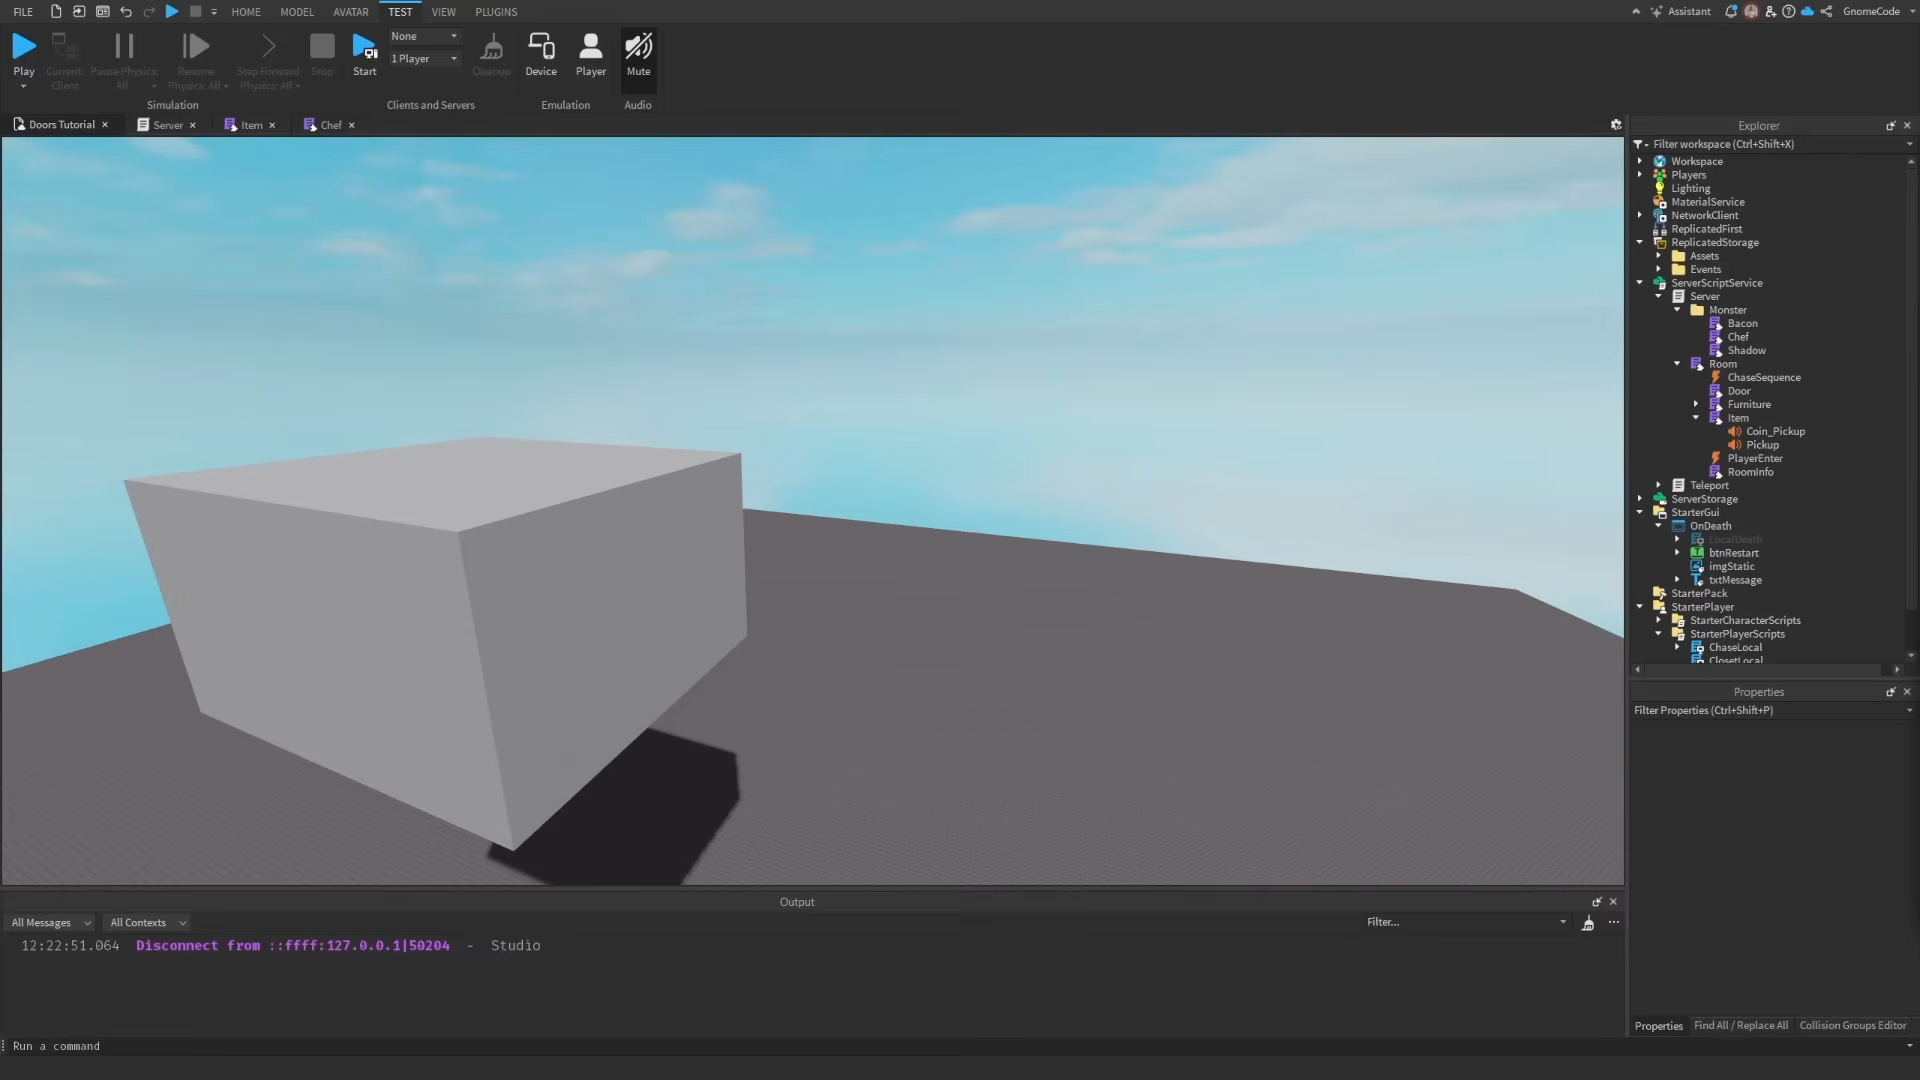 FILE HOME MODEL AVATAR TEST VIEW PLUGINS Assistant GnomeCode
Play Current: Client Pause Physics: All Resume Physics: All Step Forward Physics: All Stop Start None 1 Player Cleanup Device Player Mute
Simulation Clients and Servers Emulation Audio
Doors Tutorial Server Item Chef
Explorer
Filter workspace (Ctrl+Shift+X)
Workspace
Players
Lighting
MaterialService
NetworkClient
ReplicatedFirst
ReplicatedStorage
Assets
Events
ServerScriptService
Server
Monster
Bacon
Chef
Shadow
Room
ChaseSequence
Door
Furniture
Item
Coin_Pickup
Pickup
PlayerEnter
RoomInfo
Teleport
ServerStorage
StarterGui
OnDeath
LocalDeath
btnRestart
imgStatic
txtMessage
StarterPack
StarterPlayer
StarterCharacterScripts
StarterPlayerScripts
ChaseLocal
ClosetLocal
Properties
Filter Properties (Ctrl+Shift+P)
Output
All Messages All Contexts Filter...
12:22:51.064 Disconnect from ::ffff:127.0.0.1|50204 - Studio
Properties Find All / Replace All Collision Groups Editor
Run a command